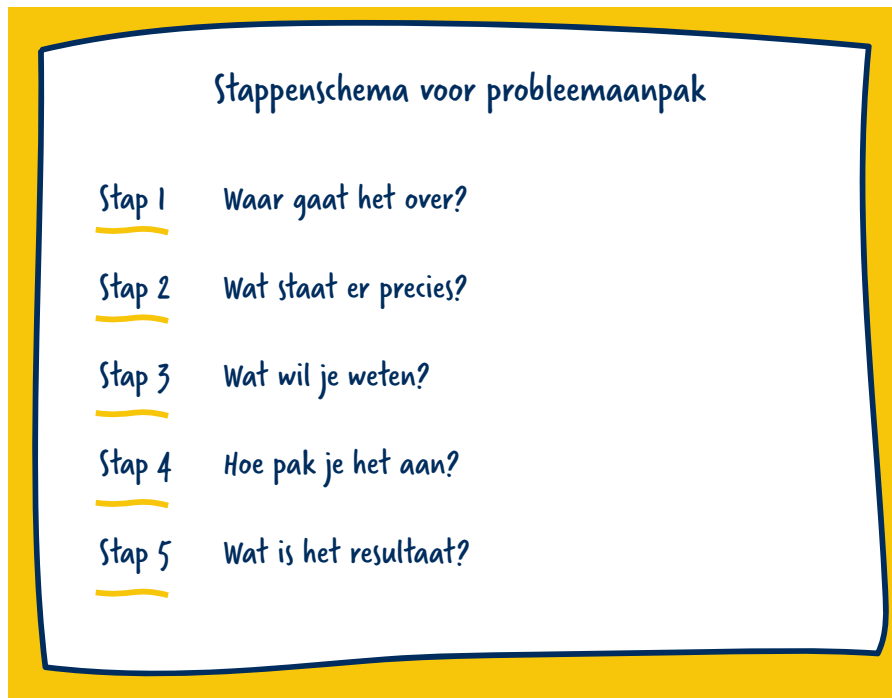 Stappenschema voor probleemaanpak
Stap 1 Waar gaat het over?
Stap 2 Wat staat er precies?
Stap 3 Wat wil je weten?
Stap 4 Hoe pak je het aan?
Stap 5 Wat is het resultaat?